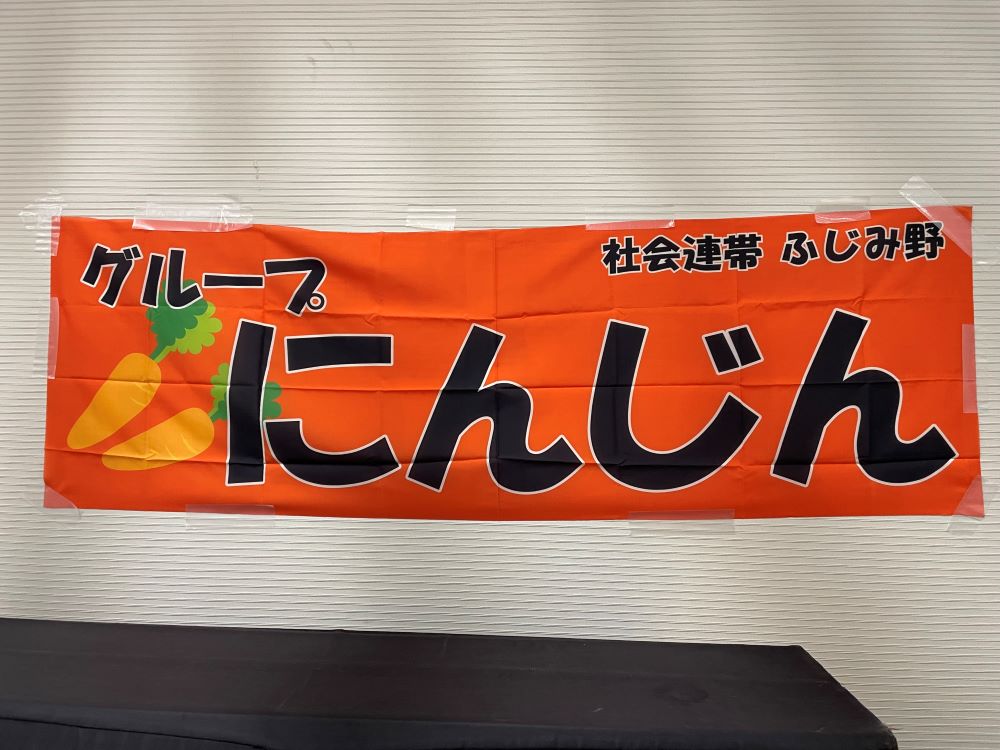 グループ
社会連帯 ふじみ野
にんじん